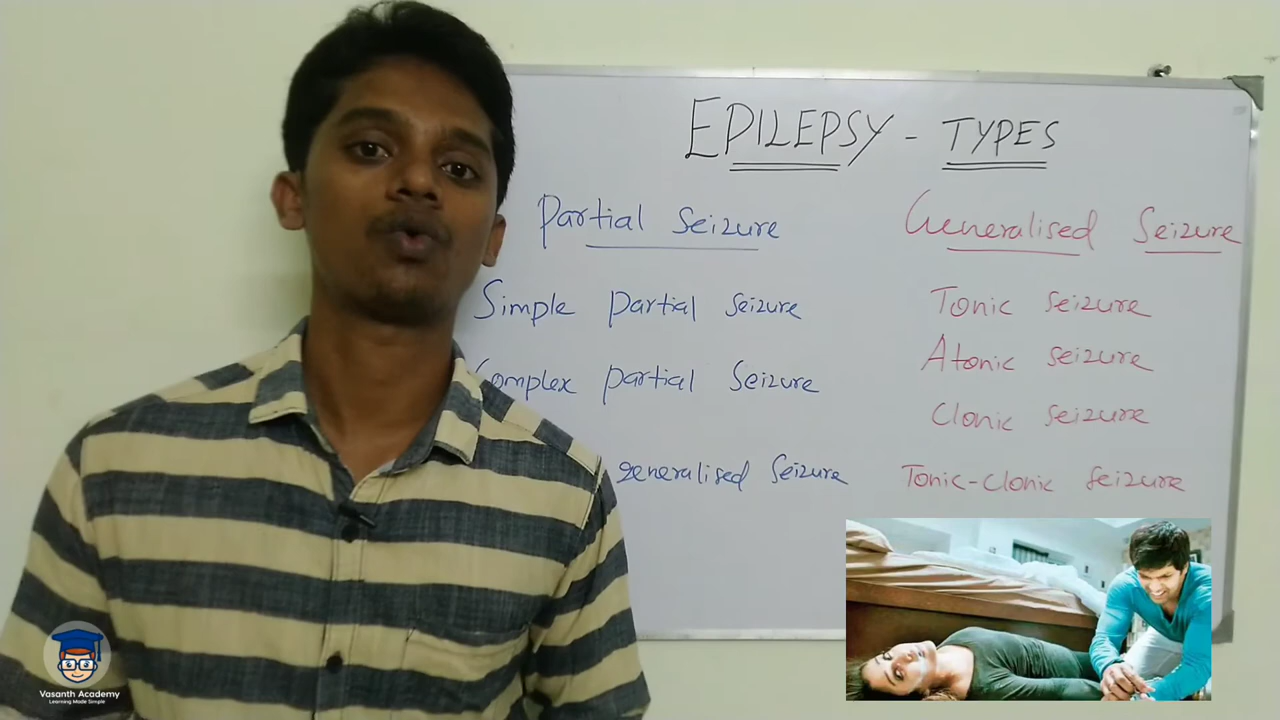 EPILEPSY - TYPES
Partial Seizure
Simple partial seizure
Complex partial Seizure
generalised Seizure
Generalised Seizure
Tonic seizure
Atonic seizure
Clonic seizure
Tonic-Clonic seizure
Vasanth Academy
Learning Made Simple